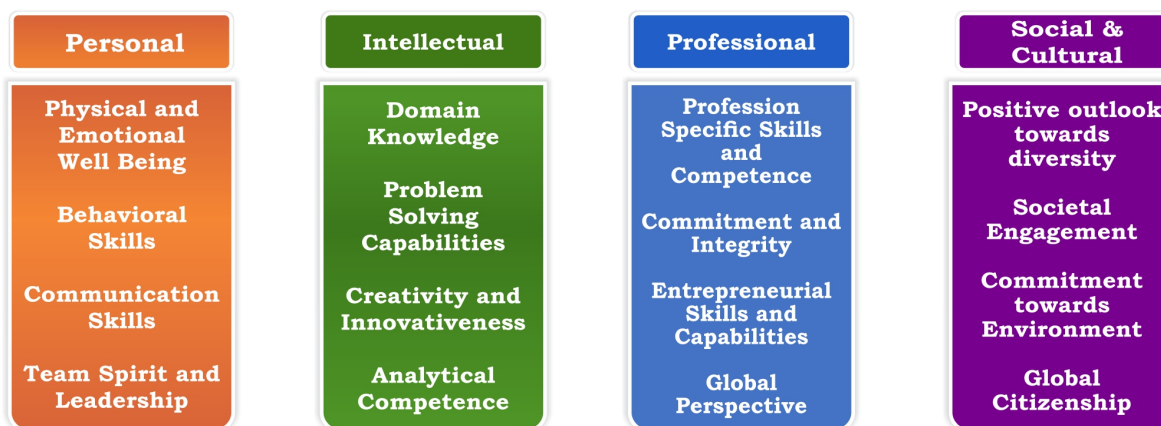 Personal
Physical and
Emotional
Well Being
Behavioral
Skills
Communication
Skills
Team Spirit and
Leadership
Intellectual
Domain
Knowledge
Problem
Solving
Capabilities
Creativity and
Innovativeness
Analytical
Competence
Professional
Profession
Specific Skills
and
Competence
Commitment and
Integrity
Entrepreneurial
Skills and
Capabilities
Global
Perspective
Social &
Cultural
Positive outlook
towards
diversity
Societal
Engagement
Commitment
towards
Environment
Global
Citizenship